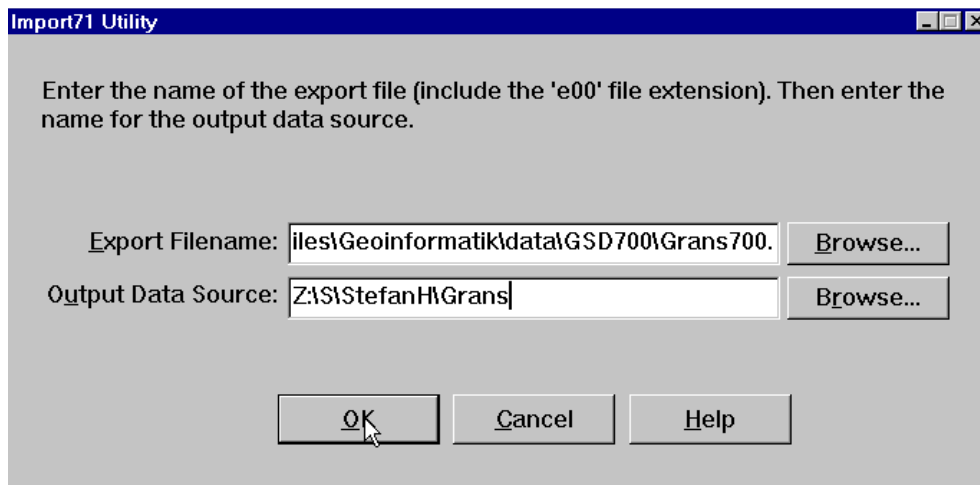 Import71 Utility
Enter the name of the export file (include the 'e00' file extension). Then enter the
name for the output data source.
Export Filename: iles\Geoinformatik\data\GSD700\Grans700. Browse...
Output Data Source: Z:\S\StefanH\Grans Browse...
OK Cancel Help